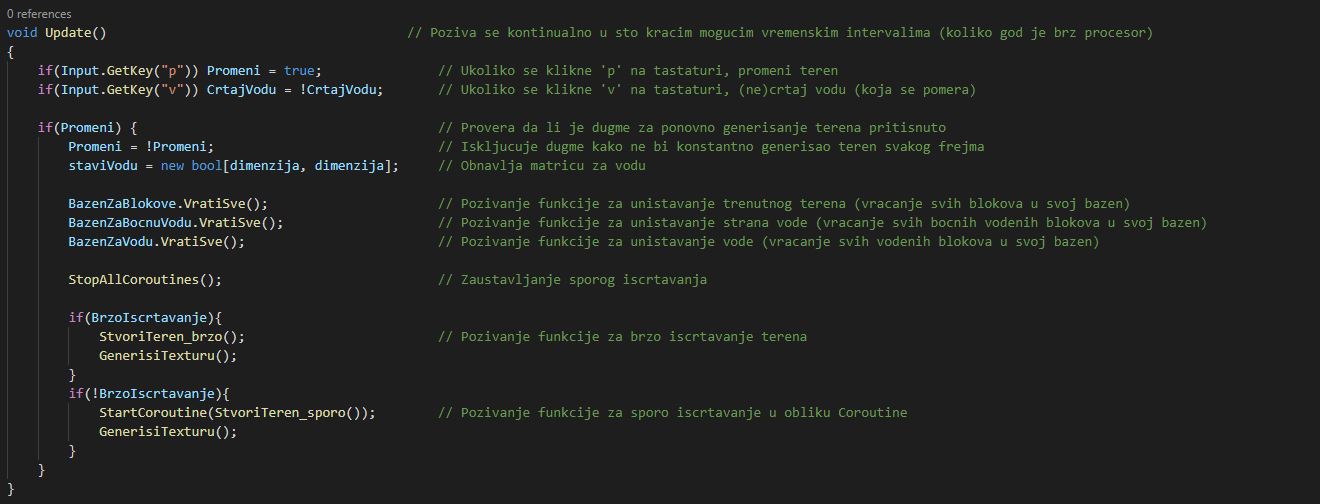 0 references
void Update()                                       // Poziva se kontinualno u sto kracim mogucim vremenskim intervalima (koliko god je brz procesor)
{
    if(Input.GetKey("p")) Promeni = true;               // Ukoliko se klikne 'p' na tastaturi, promeni teren
    if(Input.GetKey("v")) CrtajVodu = !CrtajVodu;       // Ukoliko se klikne 'v' na tastaturi, (ne)crtaj vodu (koja se pomera)

    if(Promeni) {                                       // Provera da li je dugme za ponovno generisanje terena pritisnuto
        Promeni = !Promeni;                             // Iskljucuje dugme kako ne bi konstantno generisao teren svakog frejma
        staviVodu = new bool[dimenzija, dimenzija];     // Obnavlja matricu za vodu

        BazenZaBlokove.VratiSve();                      // Pozivanje funkcije za unistavanje trenutnog terena (vracanje svih blokova u svoj bazen)
        BazenZaBocnuVodu.VratiSve();                    // Pozivanje funkcije za unistavanje strana vode (vracanje svih bocnih vodenih blokova u svoj bazen)
        BazenZaVodu.VratiSve();                         // Pozivanje funkcije za unistavanje vode (vracanje svih vodenih blokova u svoj bazen)

        StopAllCoroutines();                            // Zaustavljanje sporog iscrtavanja

        if(BrzoIscrtavanje){
            StvoriTeren_brzo();                         // Pozivanje funkcije za brzo iscrtavanje terena
            GenerisiTexturu();
        }
        if(!BrzoIscrtavanje){
            StartCoroutine(StvoriTeren_sporo());        // Pozivanje funkcije za sporo iscrtavanje u obliku Coroutine
            GenerisiTexturu();
        }
    }
}